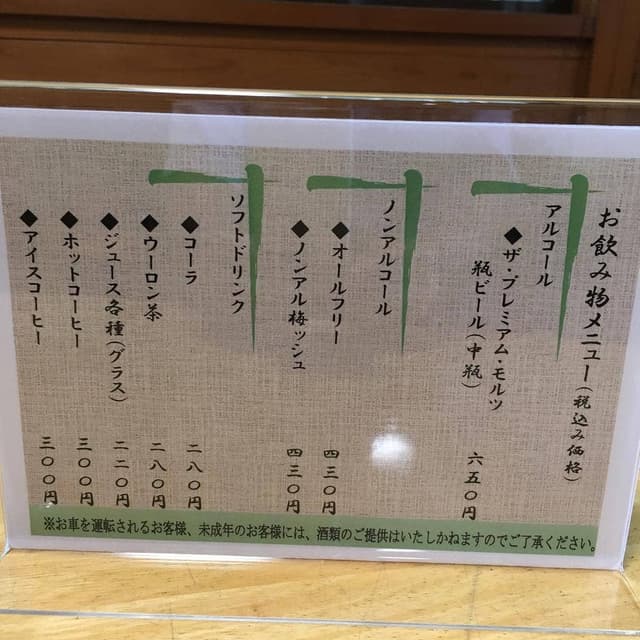 お飲み物メニュー(税込み価格)
アルコール
◆ザ・プレミアム・モルツ
瓶ビール(中瓶) 六五〇円
ノンアルコール
◆オールフリー 四三〇円
◆ノンアル梅ッシュ 四三〇円
ソフトドリンク
◆コーラ 二八〇円
◆ウーロン茶 二八〇円
◆ジュース各種(グラス) 二二〇円
◆ホットコーヒー 三〇〇円
◆アイスコーヒー 三〇〇円
※お車を運転されるお客様、未成年のお客様には、酒類のご提供はいたしかねますのでご了承ください。